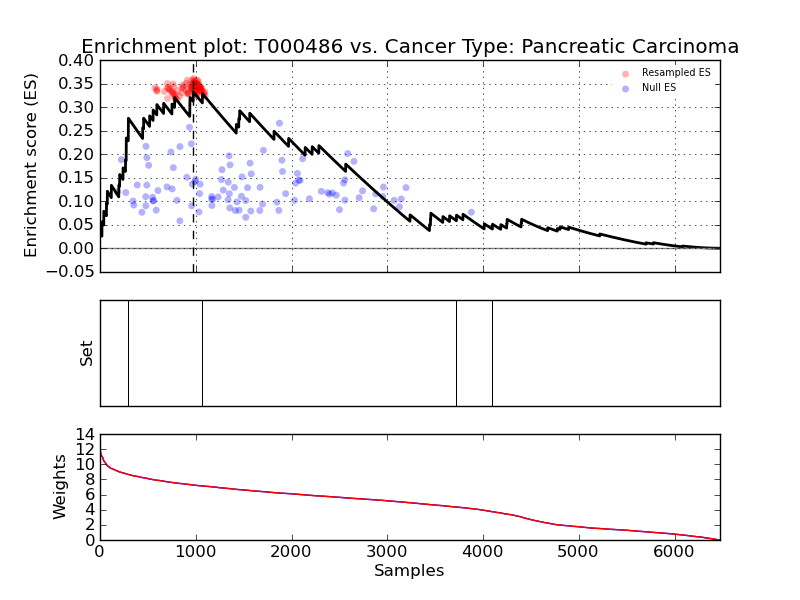 Enrichment plot: T000486 vs. Cancer Type: Pancreatic Carcinoma
Enrichment score (ES)
0.40
0.35
0.30
0.25
0.20
0.15
0.10
0.05
0.00
−0.05
Resampled ES
Null ES
Set
Weights
14
12
10
8
6
4
2
0
0 1000 2000 3000 4000 5000 6000
Samples